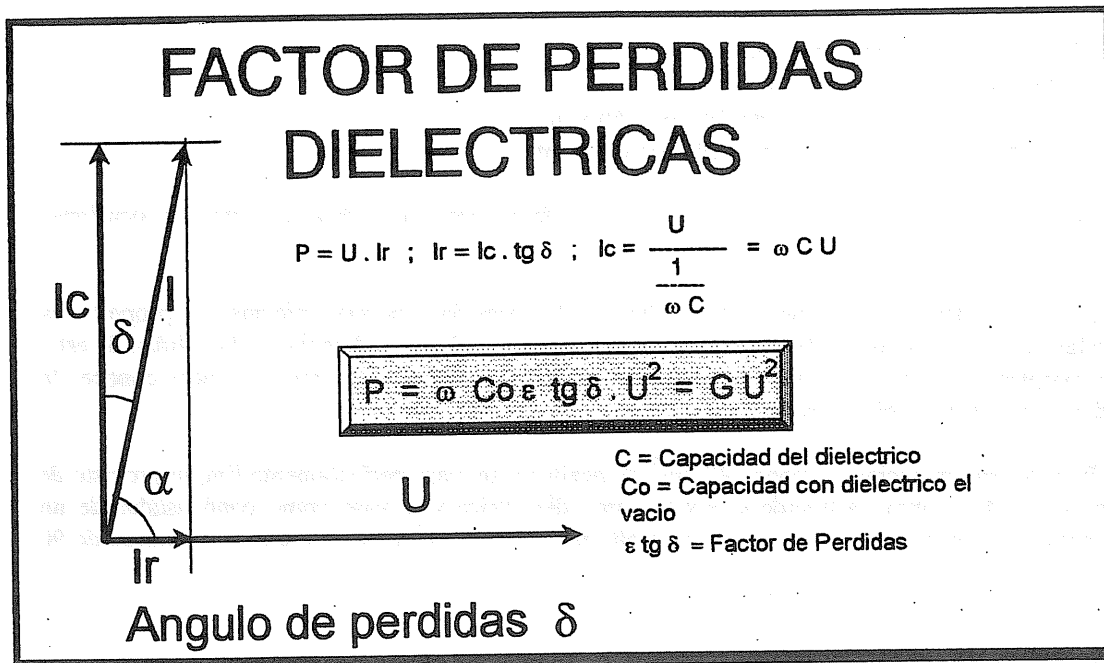 FACTOR DE PERDIDAS
DIELECTRICAS
P = U . Ir ; Ir = Ic . tg δ ; Ic = U / (1 / ω C) = ω C U
Ic
I
δ
P = ω Co ε tg δ . U² = G U²
C = Capacidad del dielectrico
Co = Capacidad con dielectrico el
vacio
ε tg δ = Factor de Perdidas
α
U
Ir
Angulo de perdidas δ